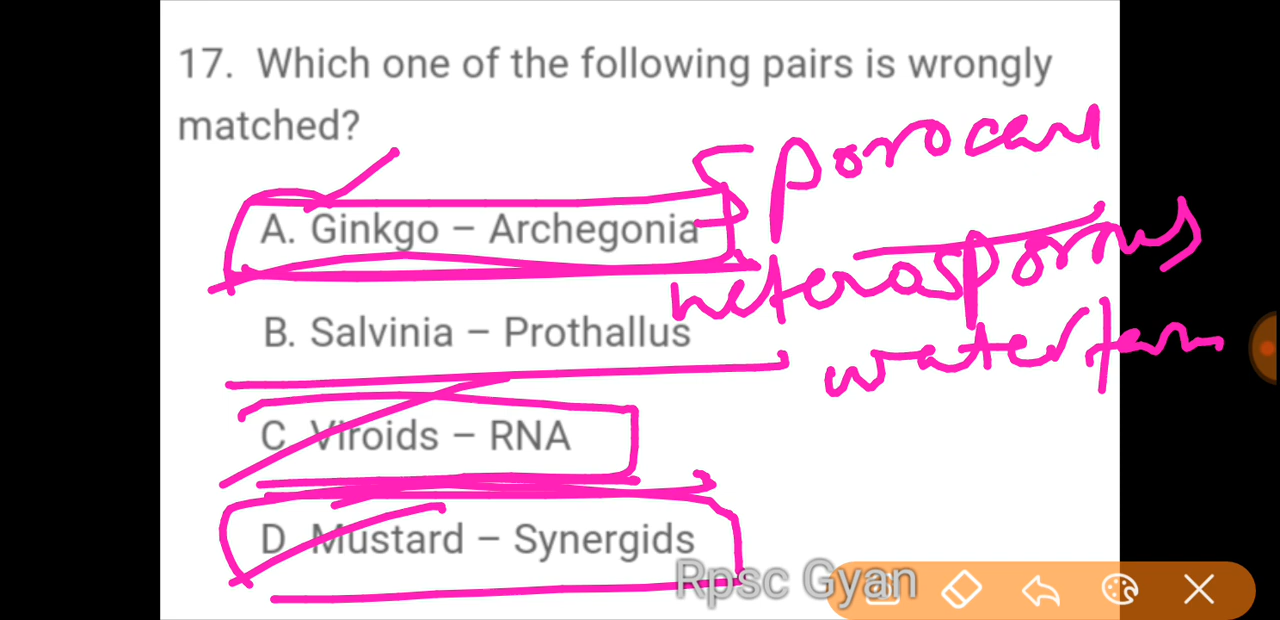 17. Which one of the following pairs is wrongly
matched?
Sporocarp
A. Ginkgo – Archegonia
heterosporous
B. Salvinia – Prothallus
water fern
C. Viroids – RNA
D. Mustard – Synergids
Rpsc Gyan